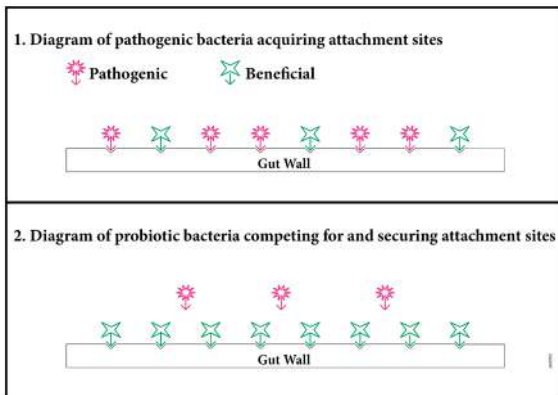 1. Diagram of pathogenic bacteria acquiring attachment sites
Pathogenic Beneficial
Gut Wall
2. Diagram of probiotic bacteria competing for and securing attachment sites
Gut Wall